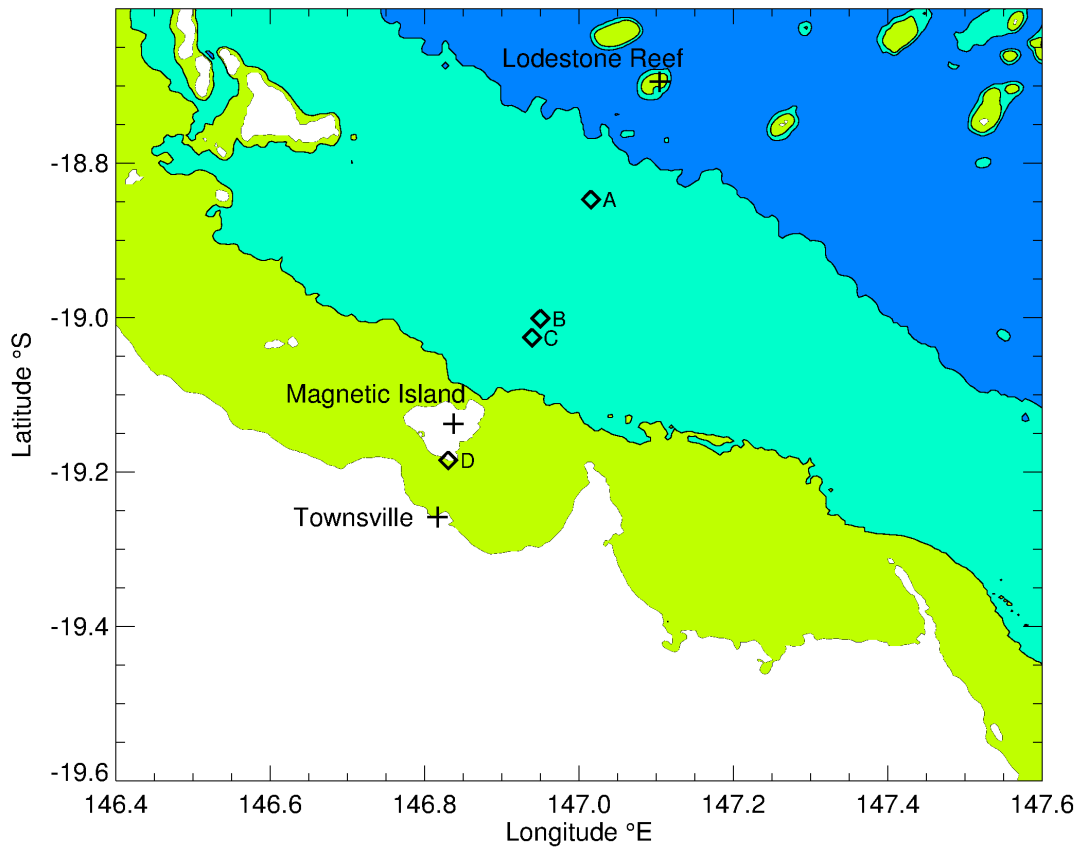 Lodestone Reef
-18.8
A
-19.0
B
C
Magnetic Island
-19.2
D
Townsville
-19.4
-19.6
146.4 146.6 146.8 147.0 147.2 147.4 147.6
Longitude °E
Latitude °S